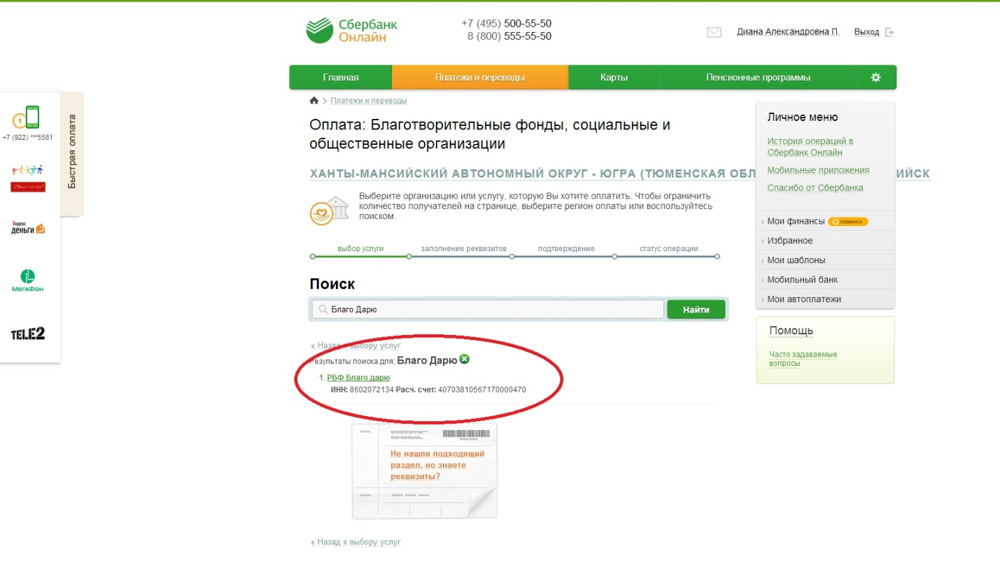 Сбербанк
Онлайн
+7 (495) 500-55-50
8 (800) 555-55-50
Диана Александровна П.
Выход
Главная
Платежи и переводы
Карты
Пенсионные программы
Быстрая оплата
+7 (922) ***5581
Яндекс
деньги
МегаФон
TELE2
Платежи и переводы
Оплата: Благотворительные фонды, социальные и
общественные организации
ХАНТЫ-МАНСИЙСКИЙ АВТОНОМНЫЙ ОКРУГ - ЮГРА (ТЮМЕНСКАЯ ОБЛ
ИЙСК
Выберите организацию или услугу, которую Вы хотите оплатить. Чтобы ограничить
количество получателей на странице, выберите регион оплаты или воспользуйтесь
поиском.
выбор услуги
заполнение реквизитов
подтверждение
статус операции
Поиск
Благо Дарю
Найти
« Назад к выбору услуг
Результаты поиска для: Благо Дарю
1. РБФ Благо дарю
ИНН: 8602072134 Расч. счет: 40703810567170000470
Не нашли подходящий
раздел, но знаете
реквизиты?
« Назад к выбору услуг
Личное меню
История операций в
Сбербанк Онлайн
Мобильные приложения
Спасибо от Сбербанка
Мои финансы
НОВИНКА
Избранное
Мои шаблоны
Мобильный банк
Мои автоплатежи
Помощь
Часто задаваемые
вопросы